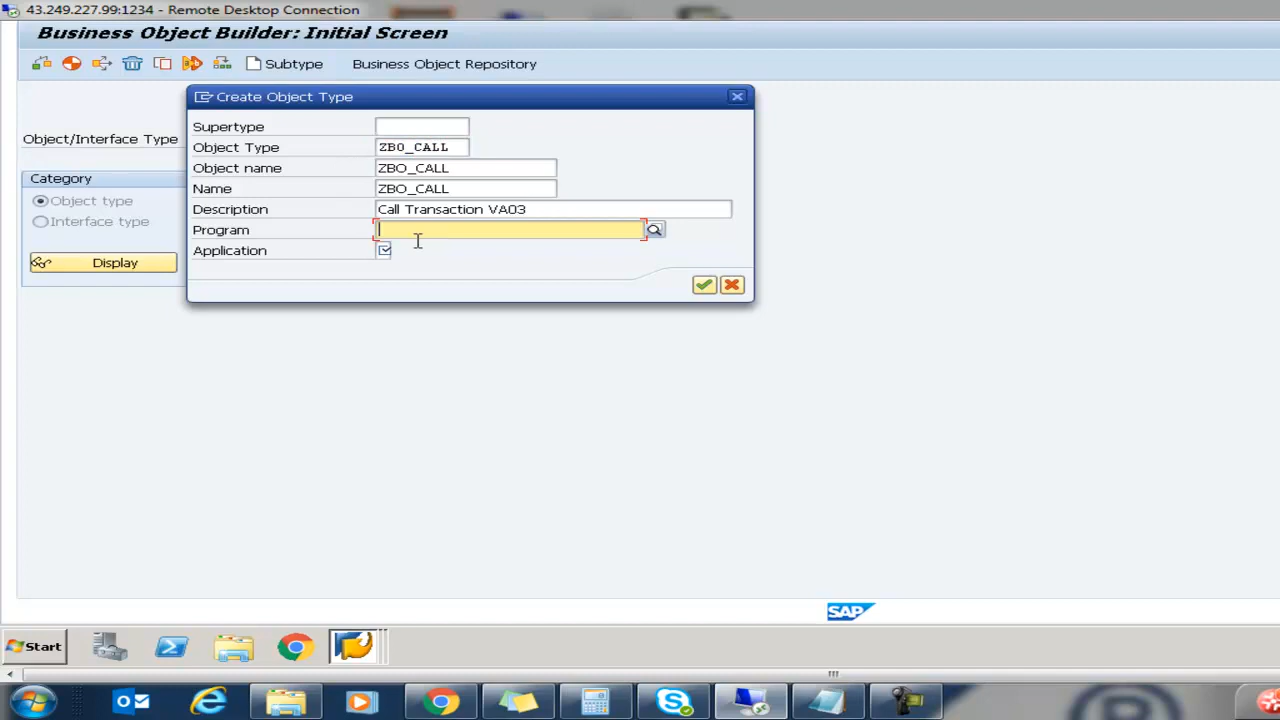 43.249.227.99:1234 - Remote Desktop Connection
Business Object Builder: Initial Screen
Subtype
Business Object Repository
Create Object Type
Supertype
Object Type ZBO_CALL
Object/Interface Type
Object name ZBO_CALL
Category
Name ZBO_CALL
Object type
Description Call Transaction VA03
Interface type
Program
Application
Display
SAP
Start